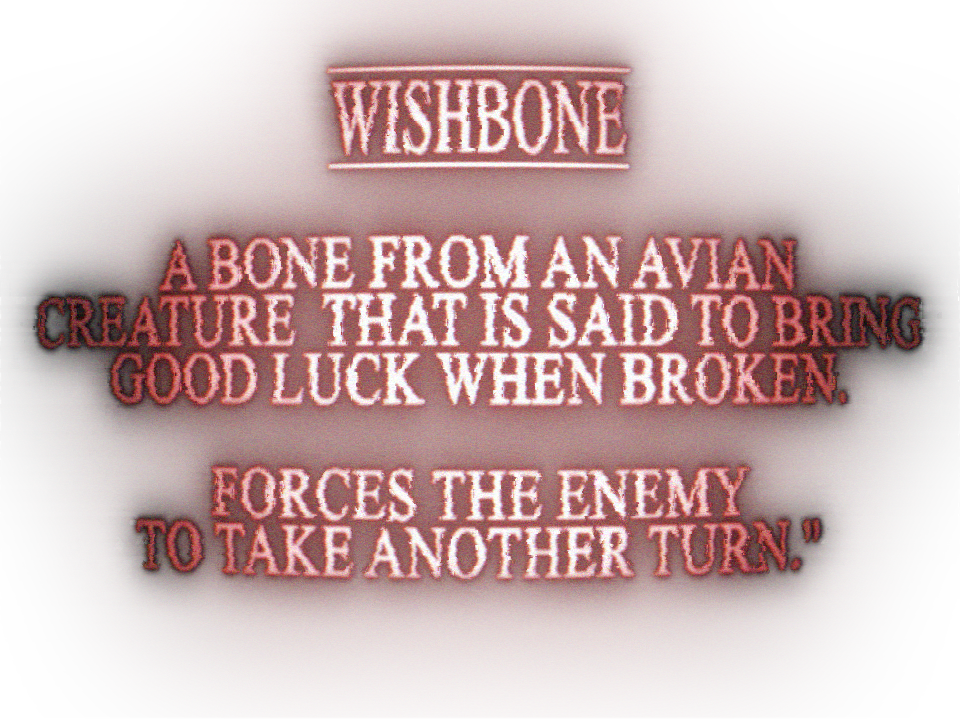 WISHBONE
A BONE FROM AN AVIAN
CREATURE THAT IS SAID TO BRING
GOOD LUCK WHEN BROKEN.
FORCES THE ENEMY
TO TAKE ANOTHER TURN."